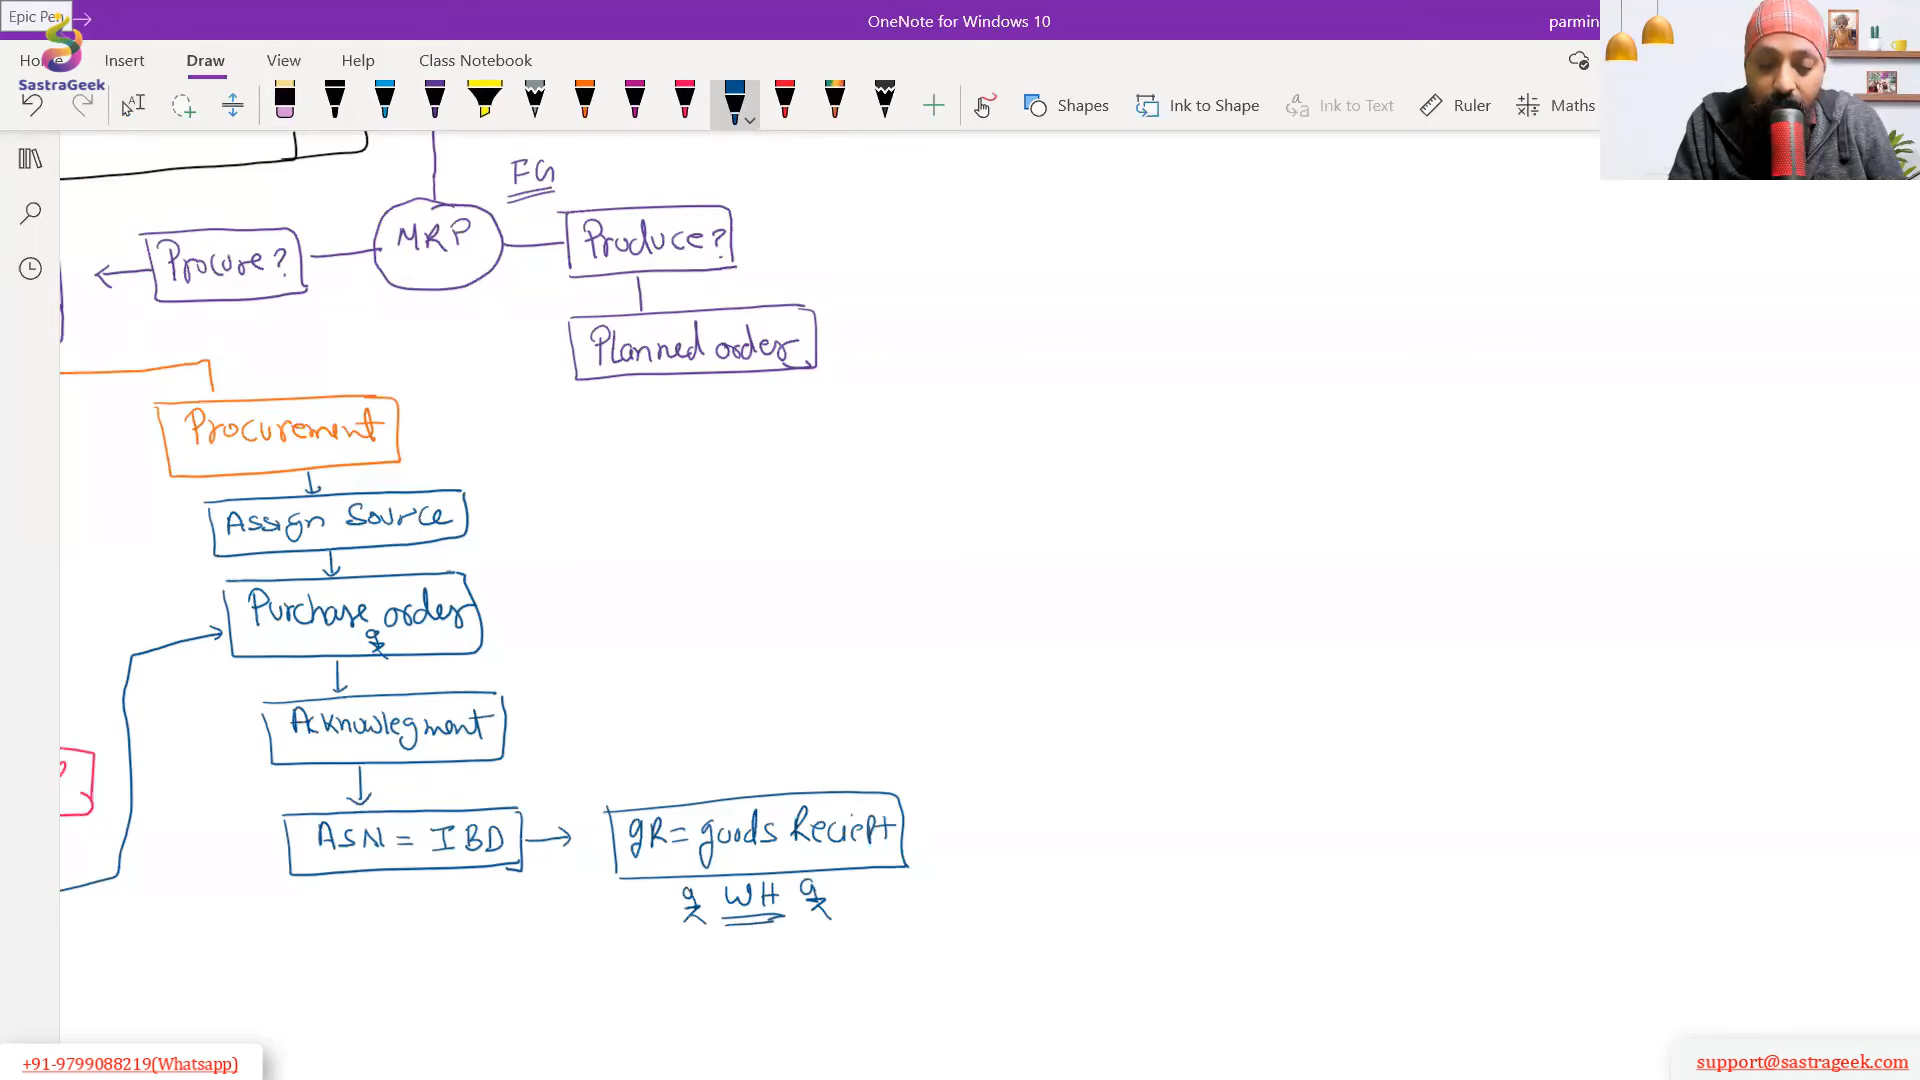 Epic Pen
OneNote for Windows 10
parmin
Home
Insert
Draw
View
Help
Class Notebook
SastraGeek
Shapes
Ink to Shape
Ink to Text
Ruler
Maths
FG
MRP
Produce?
Procure?
Planned order
Procurement
Assign Source
Purchase order
Acknowlegment
ASN = IBD
gR = goods Reciept
WH
+91-9799088219(Whatsapp)
support@sastrageek.com